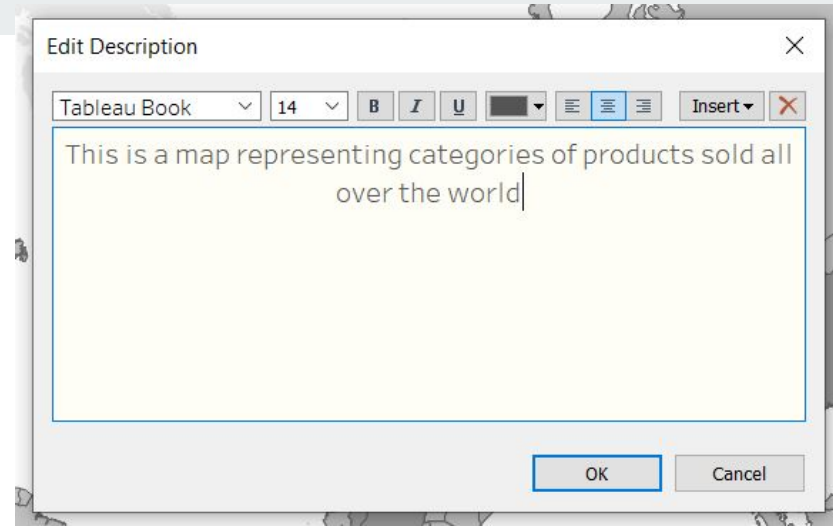 Edit Description
Tableau Book 14 B I U Insert
This is a map representing categories of products sold all
over the world
OK Cancel